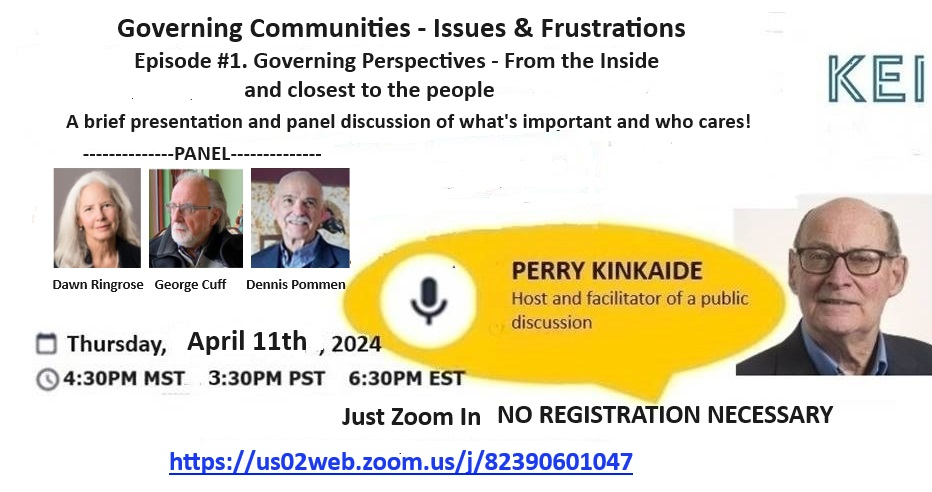 Governing Communities - Issues & Frustrations
Episode #1. Governing Perspectives - From the Inside
and closest to the people
KEI
A brief presentation and panel discussion of what's important and who cares!
--------------PANEL--------------
Dawn Ringrose George Cuff Dennis Pommen
PERRY KINKAIDE
Host and facilitator of a public
discussion
Thursday, April 11th , 2024
4:30PM MST 3:30PM PST 6:30PM EST
Just Zoom In NO REGISTRATION NECESSARY
https://us02web.zoom.us/j/82390601047